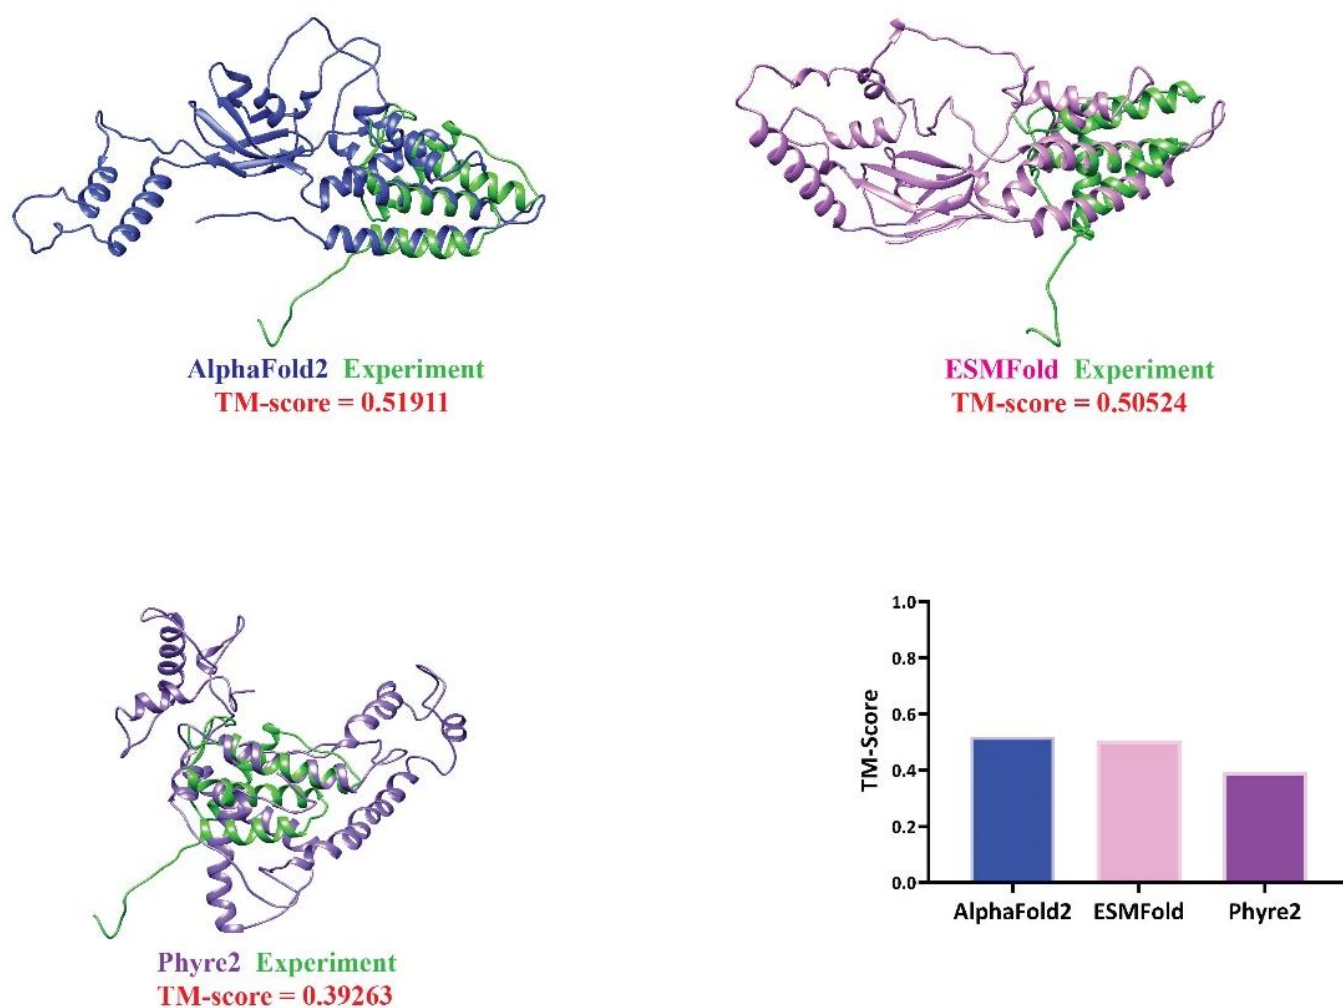 AlphaFold2 Experiment
TM-score = 0.51911
ESMFold Experiment
TM-score = 0.50524
Phyre2 Experiment
TM-score = 0.39263
TM-Score
1.0
0.8
0.6
0.4
0.2
0.0
AlphaFold2 ESMFold Phyre2